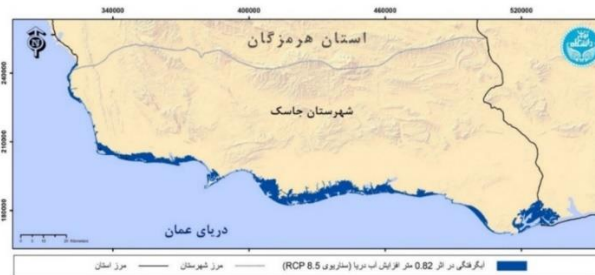 340000 400000 460000 520000
استان هرمزگان
240000
شهرستان جاسک
210000
180000
دریای عمان
آبگرفتگی در اثر 0.82 متر افزایش آب دریا (سناریوی RCP 8.5)
مرز شهرستان
مرز استان